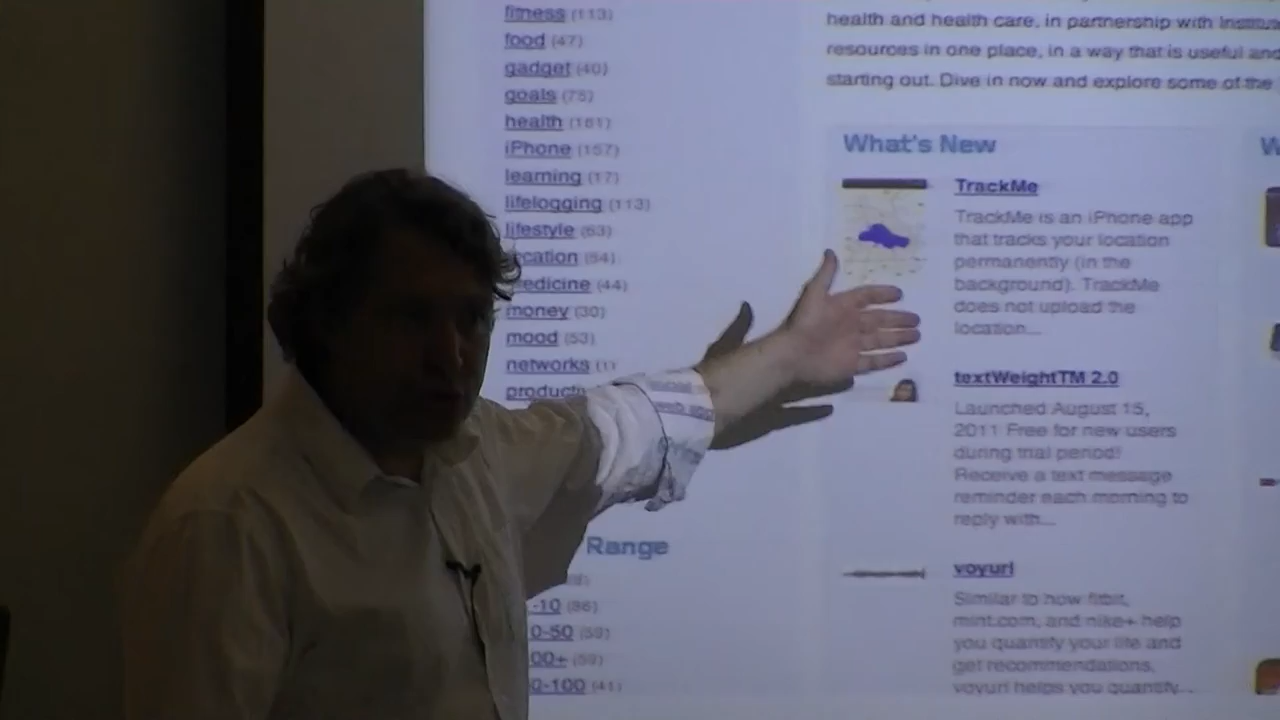 fitness (113)
food (47)
gadget (40)
goals (75)
health (161)
iPhone (157)
learning (17)
lifelogging (113)
lifestyle (63)
(54)
(44)
money (30)
mood (53)
networks
Range
-10 (86)
0-50 (59)
00+ (59)
0-100 (41)
health and health care, in partnership with
resources in one place, in a way that is useful and
starting out. Dive in now and explore some of the
What's New
TrackMe
TrackMe is an iPhone app
that tracks your location
permanently (in the
background). TrackMe
does not upload the
location...
textWeightTM 2.0
Launched August 15,
2011 Free for new users
during trial period!
Receive a text message
reminder each morning to
reply with...
voyurl
Similar to how fitbit,
mint.com, and nike+ help
you quantify your life and
get recommendations,
voyurl helps you quantify...
W